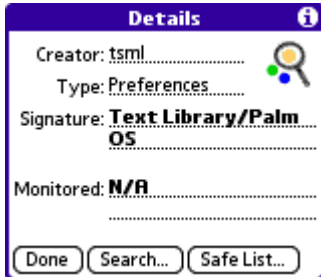 Details
Creator: tsml
Type: Preferences
Signature: Text Library/Palm
OS
Monitored: N/A
Done Search... Safe List...